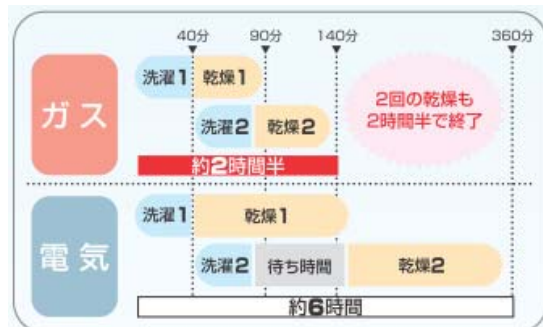 40分 90分 140分 360分
ガス
洗濯1 乾燥1
洗濯2 乾燥2
約2時間半
2回の乾燥も
2時間半で終了
電気
洗濯1 乾燥1
洗濯2 待ち時間 乾燥2
約6時間